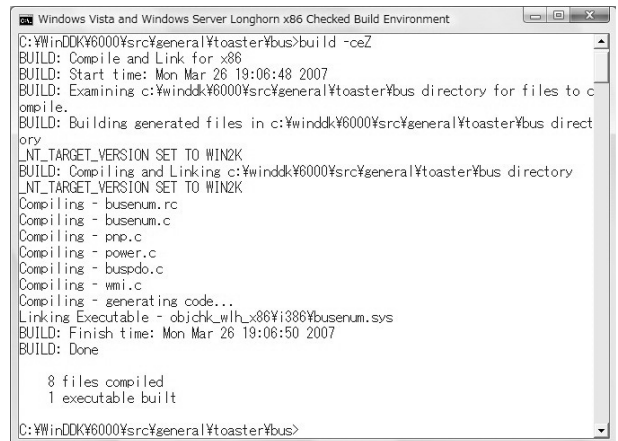 Windows Vista and Windows Server Longhorn x86 Checked Build Environment
C:¥WinDDK¥6000¥src¥general¥toaster¥bus>build -ceZ
BUILD: Compile and Link for x86
BUILD: Start time: Mon Mar 26 19:06:48 2007
BUILD: Examining c:¥winddk¥6000¥src¥general¥toaster¥bus directory for files to c
ompile.
BUILD: Building generated files in c:¥winddk¥6000¥src¥general¥toaster¥bus direct
ory
_NT_TARGET_VERSION SET TO WIN2K
BUILD: Compiling and Linking c:¥winddk¥6000¥src¥general¥toaster¥bus directory
_NT_TARGET_VERSION SET TO WIN2K
Compiling - busenum.rc
Compiling - busenum.c
Compiling - pnp.c
Compiling - power.c
Compiling - buspdo.c
Compiling - wmi.c
Compiling - generating code...
Linking Executable - objchk_wlh_x86¥i386¥busenum.sys
BUILD: Finish time: Mon Mar 26 19:06:50 2007
BUILD: Done
8 files compiled
1 executable built
C:¥WinDDK¥6000¥src¥general¥toaster¥bus>